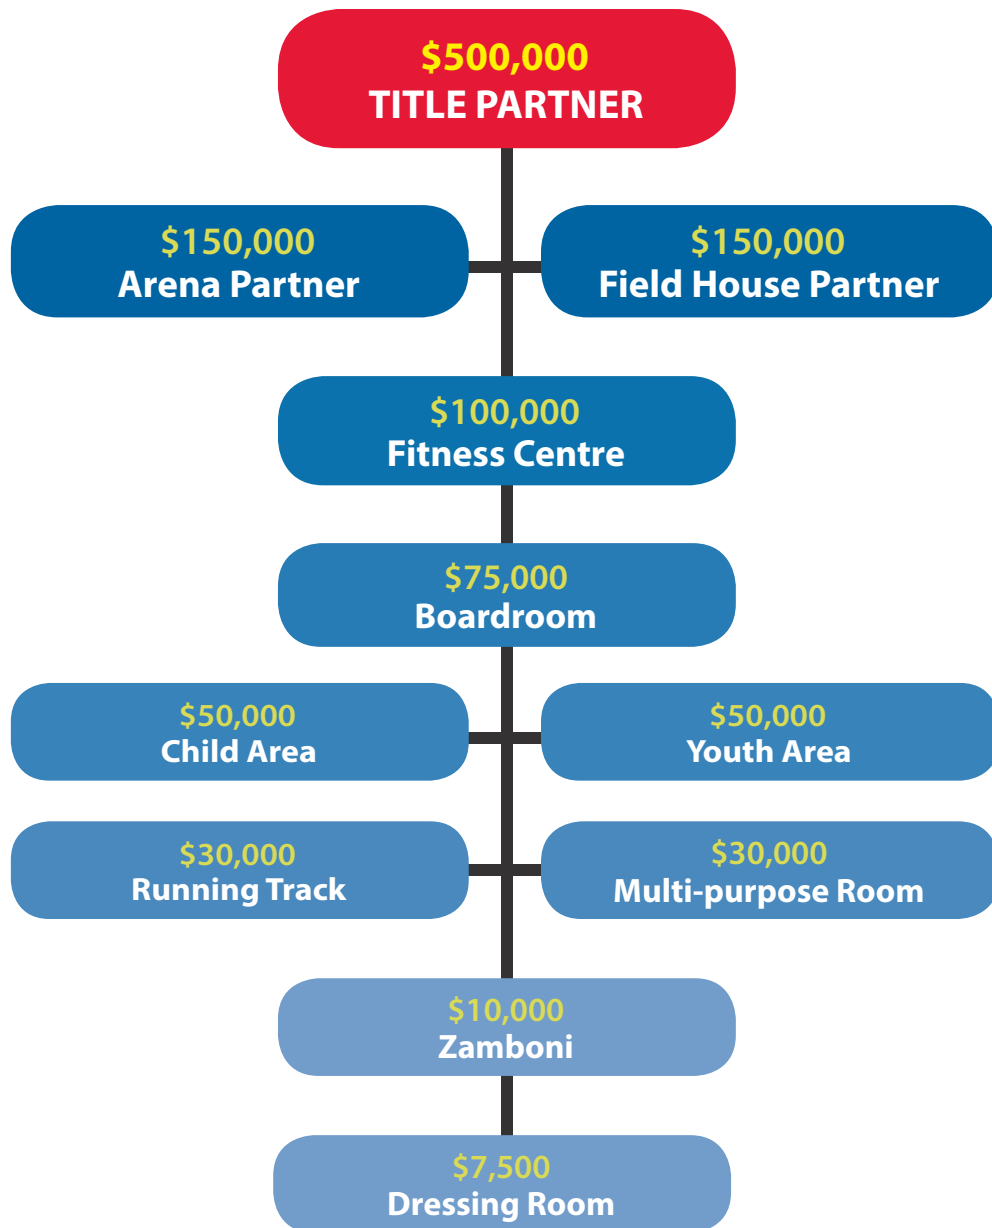 $500,000
TITLE PARTNER
$150,000
Arena Partner
$150,000
Field House Partner
$100,000
Fitness Centre
$75,000
Boardroom
$50,000
Child Area
$50,000
Youth Area
$30,000
Running Track
$30,000
Multi-purpose Room
$10,000
Zamboni
$7,500
Dressing Room